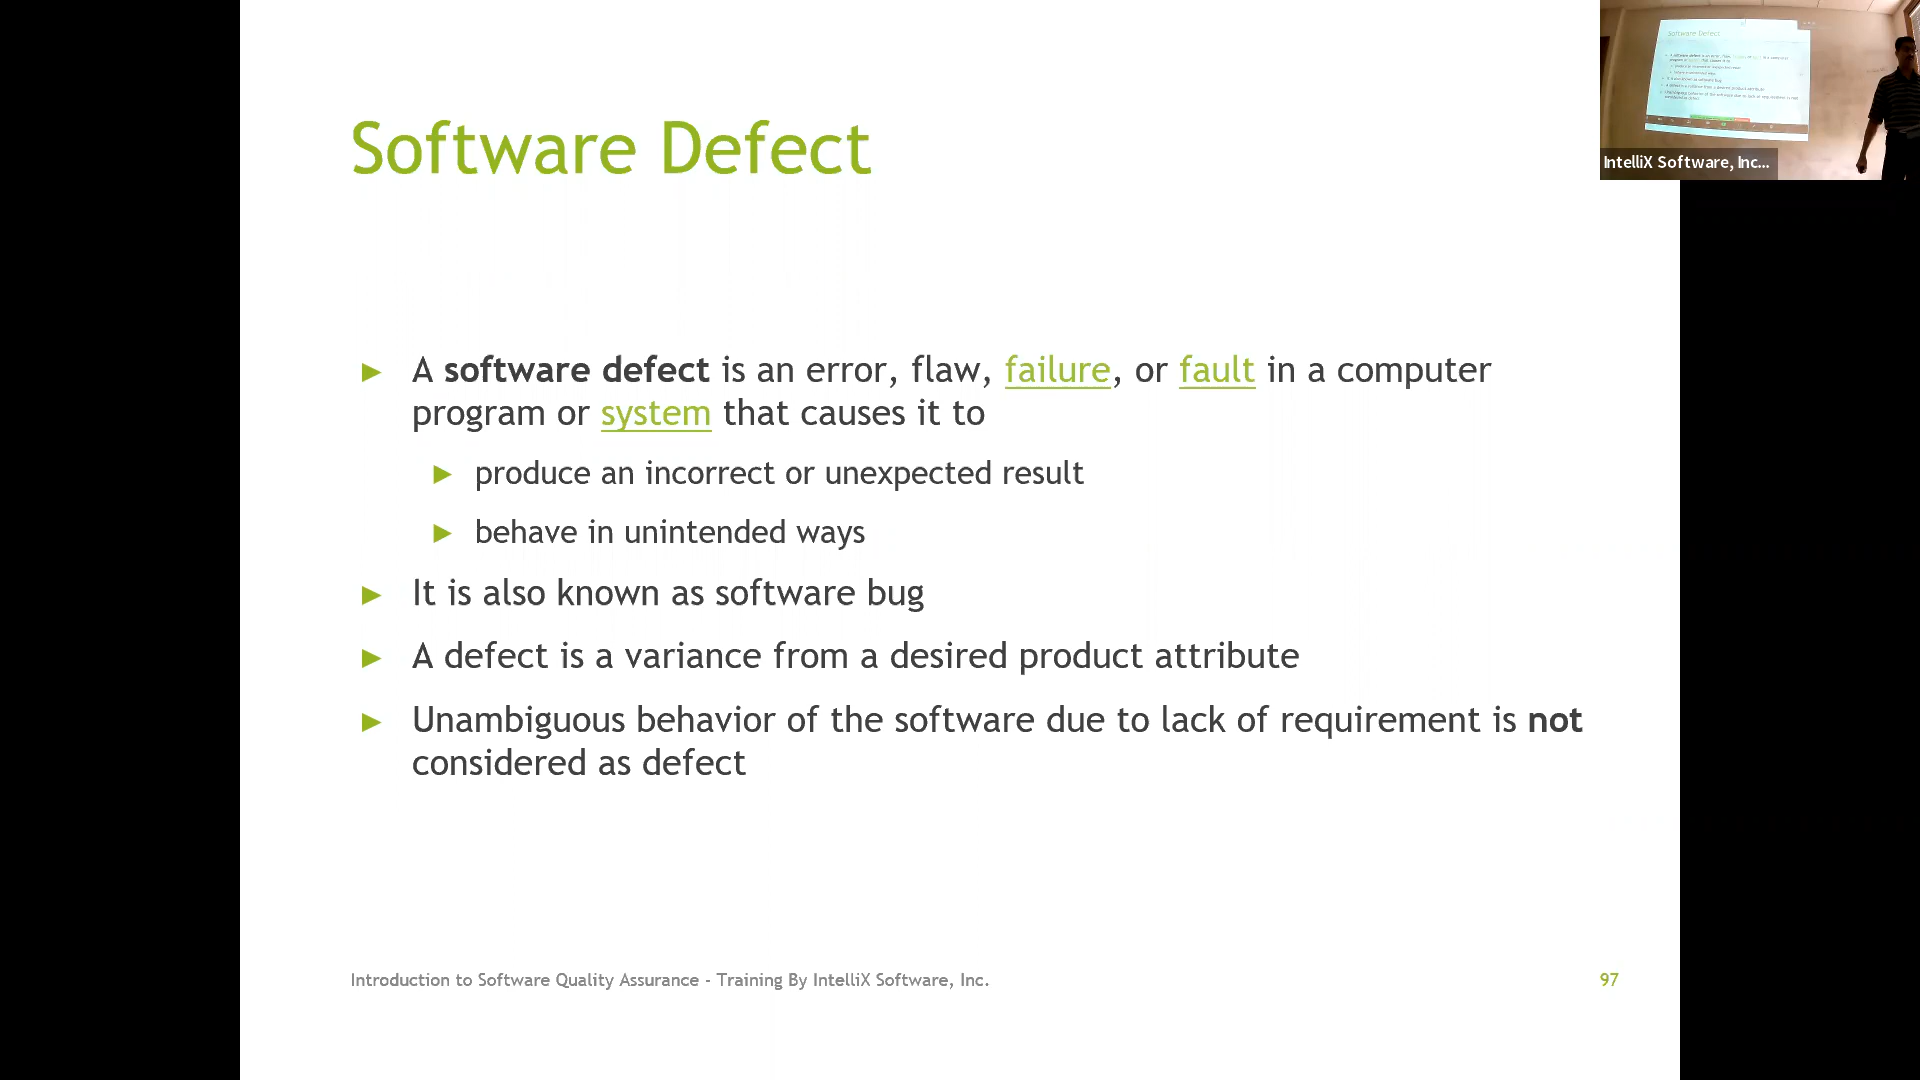 Software Defect
IntelliX Software, Inc...
Software Defect
► A software defect is an error, flaw, failure, or fault in a computer
program or system that causes it to
► produce an incorrect or unexpected result
► behave in unintended ways
► It is also known as software bug
► A defect is a variance from a desired product attribute
► Unambiguous behavior of the software due to lack of requirement is not
considered as defect
Introduction to Software Quality Assurance - Training By IntelliX Software, Inc.
97